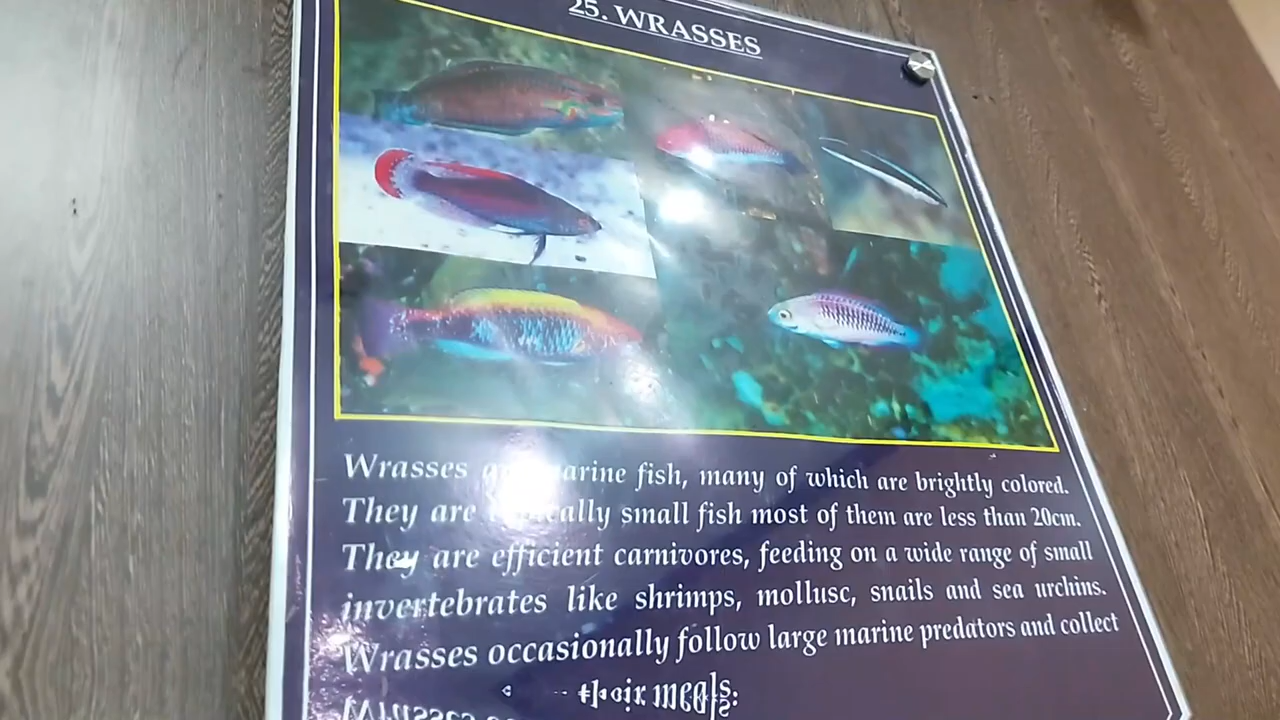 25. WRASSES
Wrasses marine fish, many of which are brightly colored.
They are small fish most of them are less than 20cm.
They are efficient carnivores, feeding on a wide range of small
invertebrates like shrimps, mollusc, snails and sea urchins.
Wrasses occasionally follow large marine predators and collect
their meals.